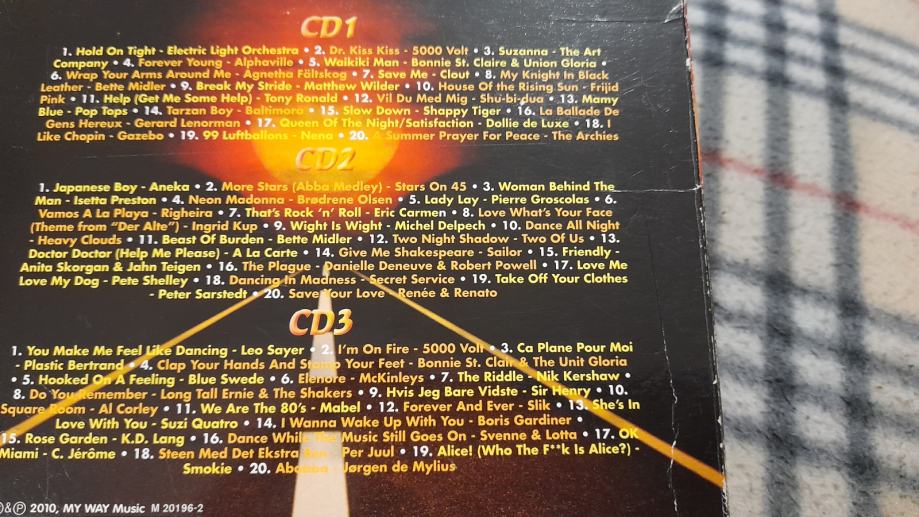 CD1
1. Hold On Tight - Electric Light Orchestra • 2. Dr. Kiss Kiss - 5000 Volt • 3. Suzanna - The Art
Company • 4. Forever Young - Alphaville • 5. Waikiki Man - Bonnie St. Claire & Union Gloria •
6. Wrap Your Arms Around Me - Agnetha Fältskog • 7. Save Me - Clout • 8. My Knight In Black
Leather - Bette Midler • 9. Break My Stride - Matthew Wilder • 10. House Of the Rising Sun - Frijid
Pink • 11. Help (Get Me Some Help) - Tony Ronald • 12. Vil Du Med Mig - Shu-bi-dua • 13. Mamy
Blue - Pop Tops • 14. Tarzan Boy - Baltimora • 15. Slow Down - Shappy Tiger • 16. La Ballade De
Gens Hereux - Gerard Lenorman • 17. Queen Of The Night/Satisfaction - Dollie de Luxe • 18. I
Like Chopin - Gazebo • 19. 99 Luftballons - Nena • 20. A Summer Prayer For Peace - The Archies
CD2
1. Japanese Boy - Aneka • 2. More Stars (Abba Medley) - Stars On 45 • 3. Woman Behind The
Man - Isetta Preston • 4. Neon Madonna - Brødrene Olsen • 5. Lady Lay - Pierre Groscolas • 6.
Vamos A La Playa - Righeira • 7. That's Rock 'n' Roll - Eric Carmen • 8. Love What's Your Face
(Theme from "Der Alte") - Ingrid Kup • 9. Wight Is Wight - Michel Delpech • 10. Dance All Night
- Heavy Clouds • 11. Beast Of Burden - Bette Midler • 12. Two Night Shadow - Two Of Us • 13.
Doctor Doctor (Help Me Please) - A La Carte • 14. Give Me Shakespeare - Sailor • 15. Friendly -
Anita Skorgan & Jahn Teigen • 16. The Plague - Danielle Deneuve & Robert Powell • 17. Love Me
Love My Dog - Pete Shelley • 18. Dancing In Madness - Secret Service • 19. Take Off Your Clothes
- Peter Sarstedt • 20. Save Your Love - Renée & Renato
CD3
1. You Make Me Feel Like Dancing - Leo Sayer • 2. I'm On Fire - 5000 Volt • 3. Ca Plane Pour Moi
- Plastic Bertrand • 4. Clap Your Hands And Stamp Your Feet - Bonnie St. Clair & The Unit Gloria
• 5. Hooked On A Feeling - Blue Swede • 6. Elenore - McKinleys • 7. The Riddle - Nik Kershaw •
8. Do You Remember - Long Tall Ernie & The Shakers • 9. Hvis Jeg Bare Vidste - Sir Henry • 10.
Square Room - Al Corley • 11. We Are The 80's - Mabel • 12. Forever And Ever - Slik • 13. She's In
Love With You - Suzi Quatro • 14. I Wanna Wake Up With You - Boris Gardiner •
15. Rose Garden - K.D. Lang • 16. Dance While The Music Still Goes On - Svenne & Lotta • 17. OK
Miami - C. Jérôme • 18. Steen Med Det Ekstra Ben - Per Juul • 19. Alice! (Who The F**k Is Alice?) -
Smokie • 20. - Jørgen de Mylius
&℗ 2010, MY WAY Music M 20196-2